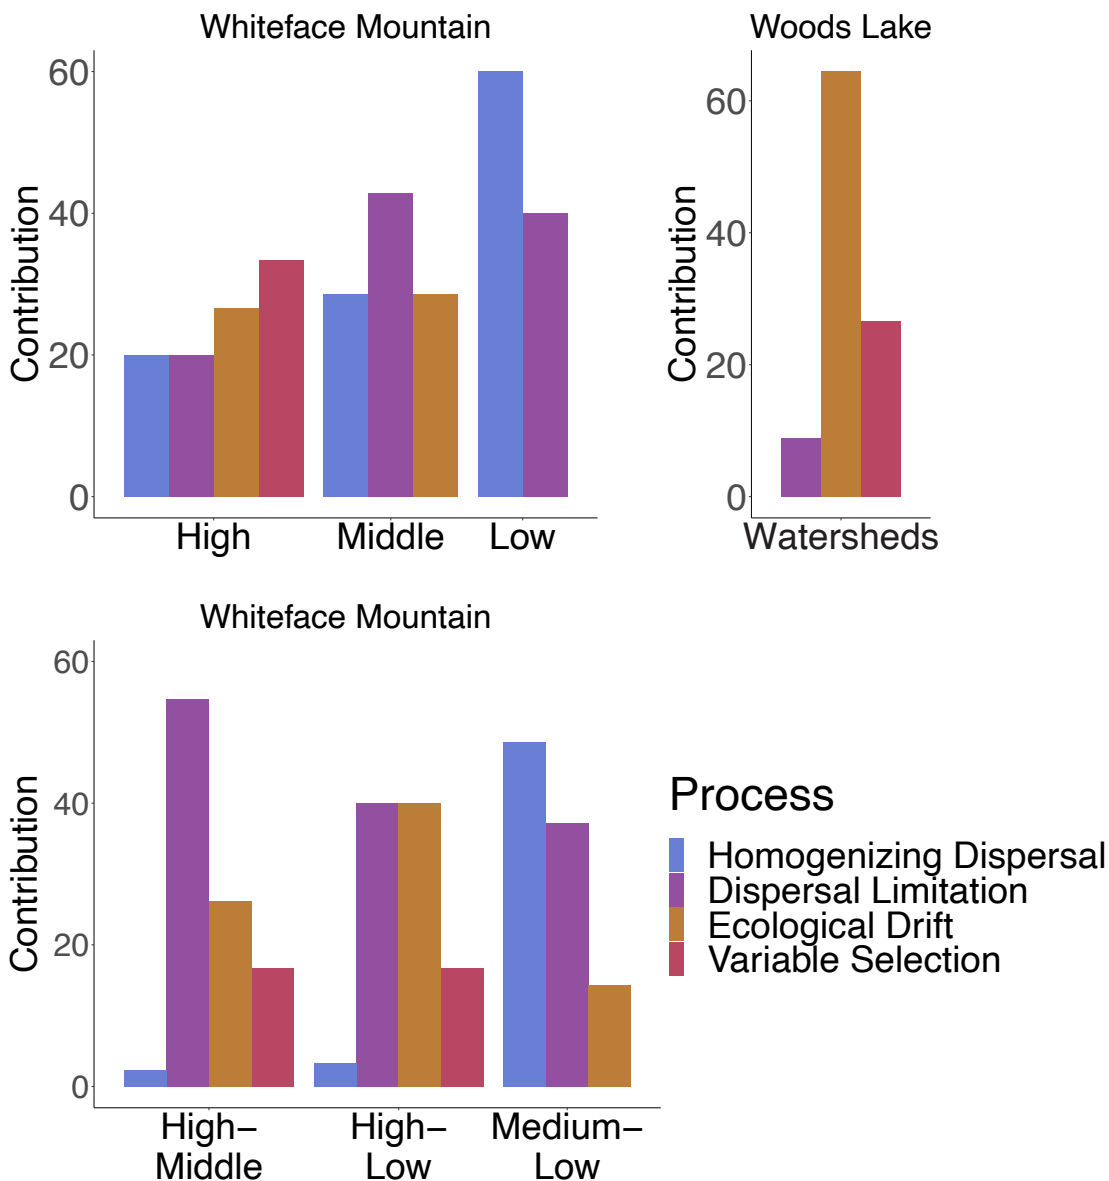 Whiteface Mountain
Contribution
60
40
20
0
High
Middle
Low
Woods Lake
Contribution
60
40
20
0
Watersheds
Whiteface Mountain
Contribution
60
40
20
0
High–
Middle
High–
Low
Medium–
Low
Process
Homogenizing Dispersal
Dispersal Limitation
Ecological Drift
Variable Selection